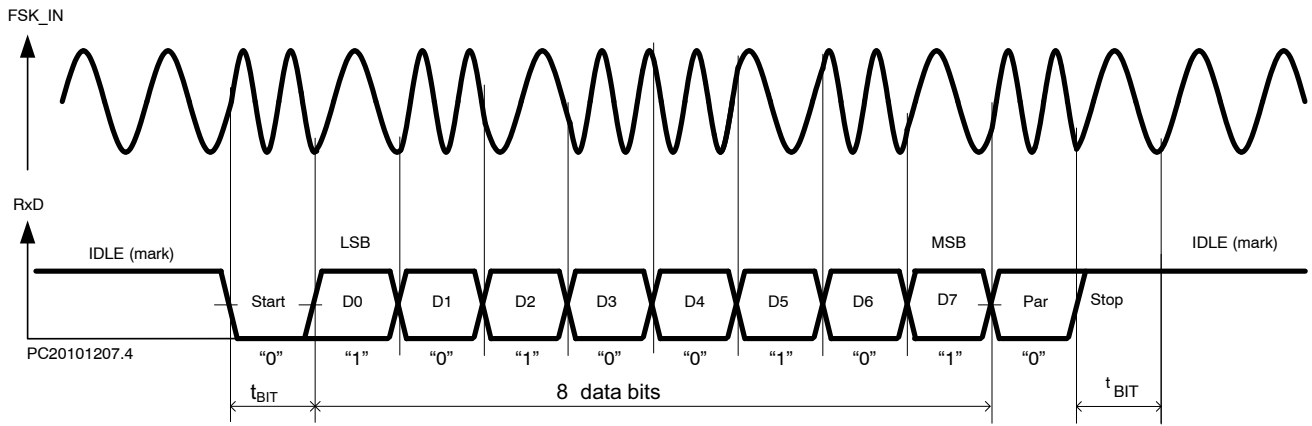 FSK_IN
RxD
LSB
MSB
IDLE (mark)
IDLE (mark)
Start
D0
D1
D2
D3
D4
D5
D6
D7
Par
Stop
PC20101207.4
“0”
“1”
“0”
“1”
“0”
“0”
“1”
“0”
“1”
“0”
tBIT
8 data bits
t BIT